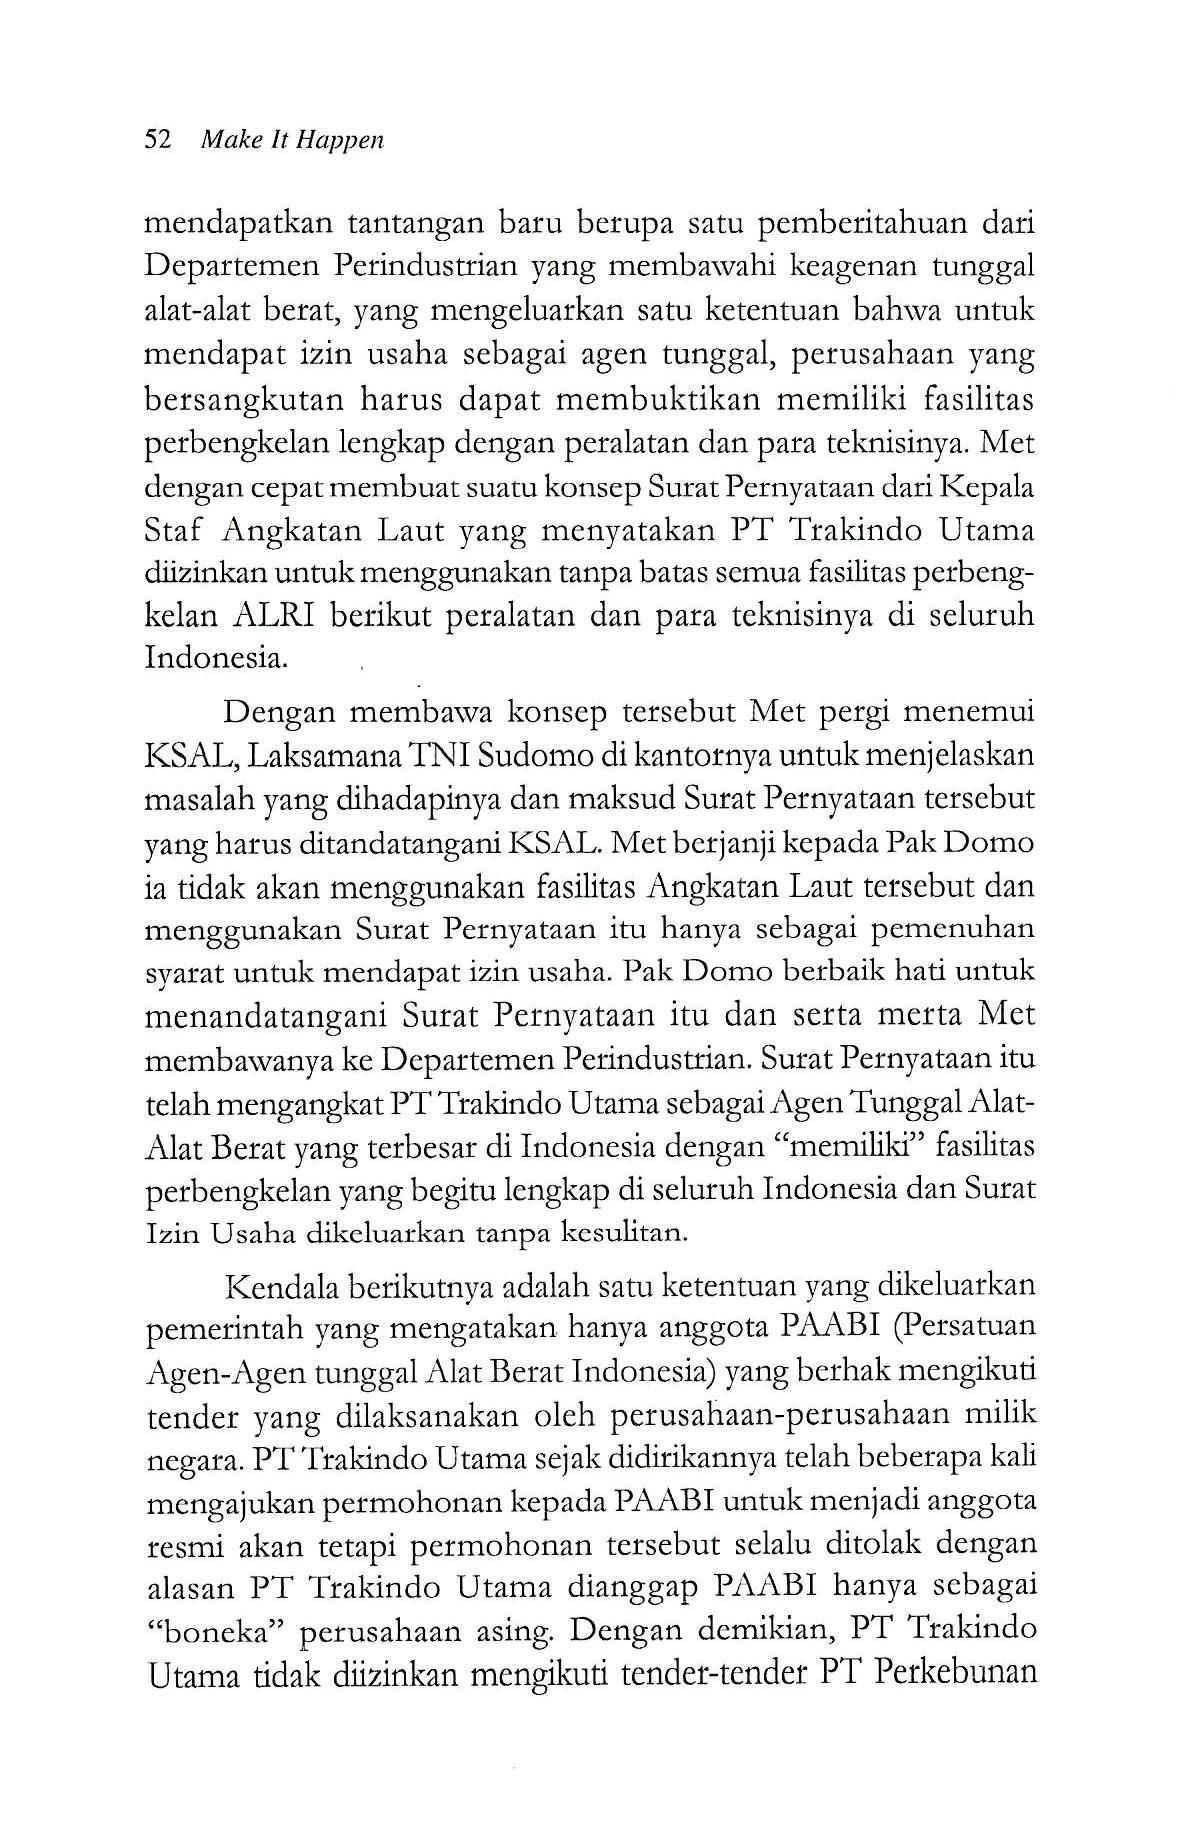 52 Make It Happen
mendapatkan tantangan baru berupa satu pemberitahuan dari
Departemen Perindustrian yang membawahi keagenan tunggal
alat-alat berat, yang mengeluarkan satu ketentuan bahwa untuk
mendapat izin usaha sebagai agen tunggal, perusahaan yang
bersangkutan harus dapat membuktikan memiliki fasilitas
perbengkelan lengkap dengan peralatan dan para teknisinya. Met
dengan cepat membuat suatu konsep Surat Pernyataan dari Kepala
Staf Angkatan Laut yang menyatakan PT Trakindo Utama
diizinkan untuk menggunakan tanpa batas semua fasilitas perbeng-
kelan ALRI berikut peralatan dan para teknisinya di seluruh
Indonesia.
Dengan membawa konsep tersebut Met pergi menemui
KSAL, Laksamana TNI Sudomo di kantornya untuk menjelaskan
masalah yang dihadapinya dan maksud Surat Pernyataan tersebut
yang harus ditandatangani KSAL. Met berjanji kepada Pak Domo
ia tidak akan menggunakan fasilitas Angkatan Laut tersebut dan
menggunakan Surat Pernyataan itu hanya sebagai pemenuhan
syarat untuk mendapat izin usaha. Pak Domo berbaik hati untuk
menandatangani Surat Pernyataan itu dan serta merta Met
membawanya ke Departemen Perindustrian. Surat Pernyataan itu
telah mengangkat PT Trakindo Utama sebagai Agen Tunggal Alat-
Alat Berat yang terbesar di Indonesia dengan “memiliki” fasilitas
perbengkelan yang begitu lengkap di seluruh Indonesia dan Surat
Izin Usaha dikeluarkan tanpa kesulitan.
Kendala berikutnya adalah satu ketentuan yang dikeluarkan
pemerintah yang mengatakan hanya anggota PAABI (Persatuan
Agen-Agen tunggal Alat Berat Indonesia) yang berhak mengikuti
tender yang dilaksanakan oleh perusahaan-perusahaan milik
negara. PT Trakindo Utama sejak didirikannya telah beberapa kali
mengajukan permohonan kepada PAABI untuk menjadi anggota
resmi akan tetapi permohonan tersebut selalu ditolak dengan
alasan PT Trakindo Utama dianggap PAABI hanya sebagai
“boneka” perusahaan asing. Dengan demikian, PT Trakindo
Utama tidak diizinkan mengikuti tender-tender PT Perkebunan